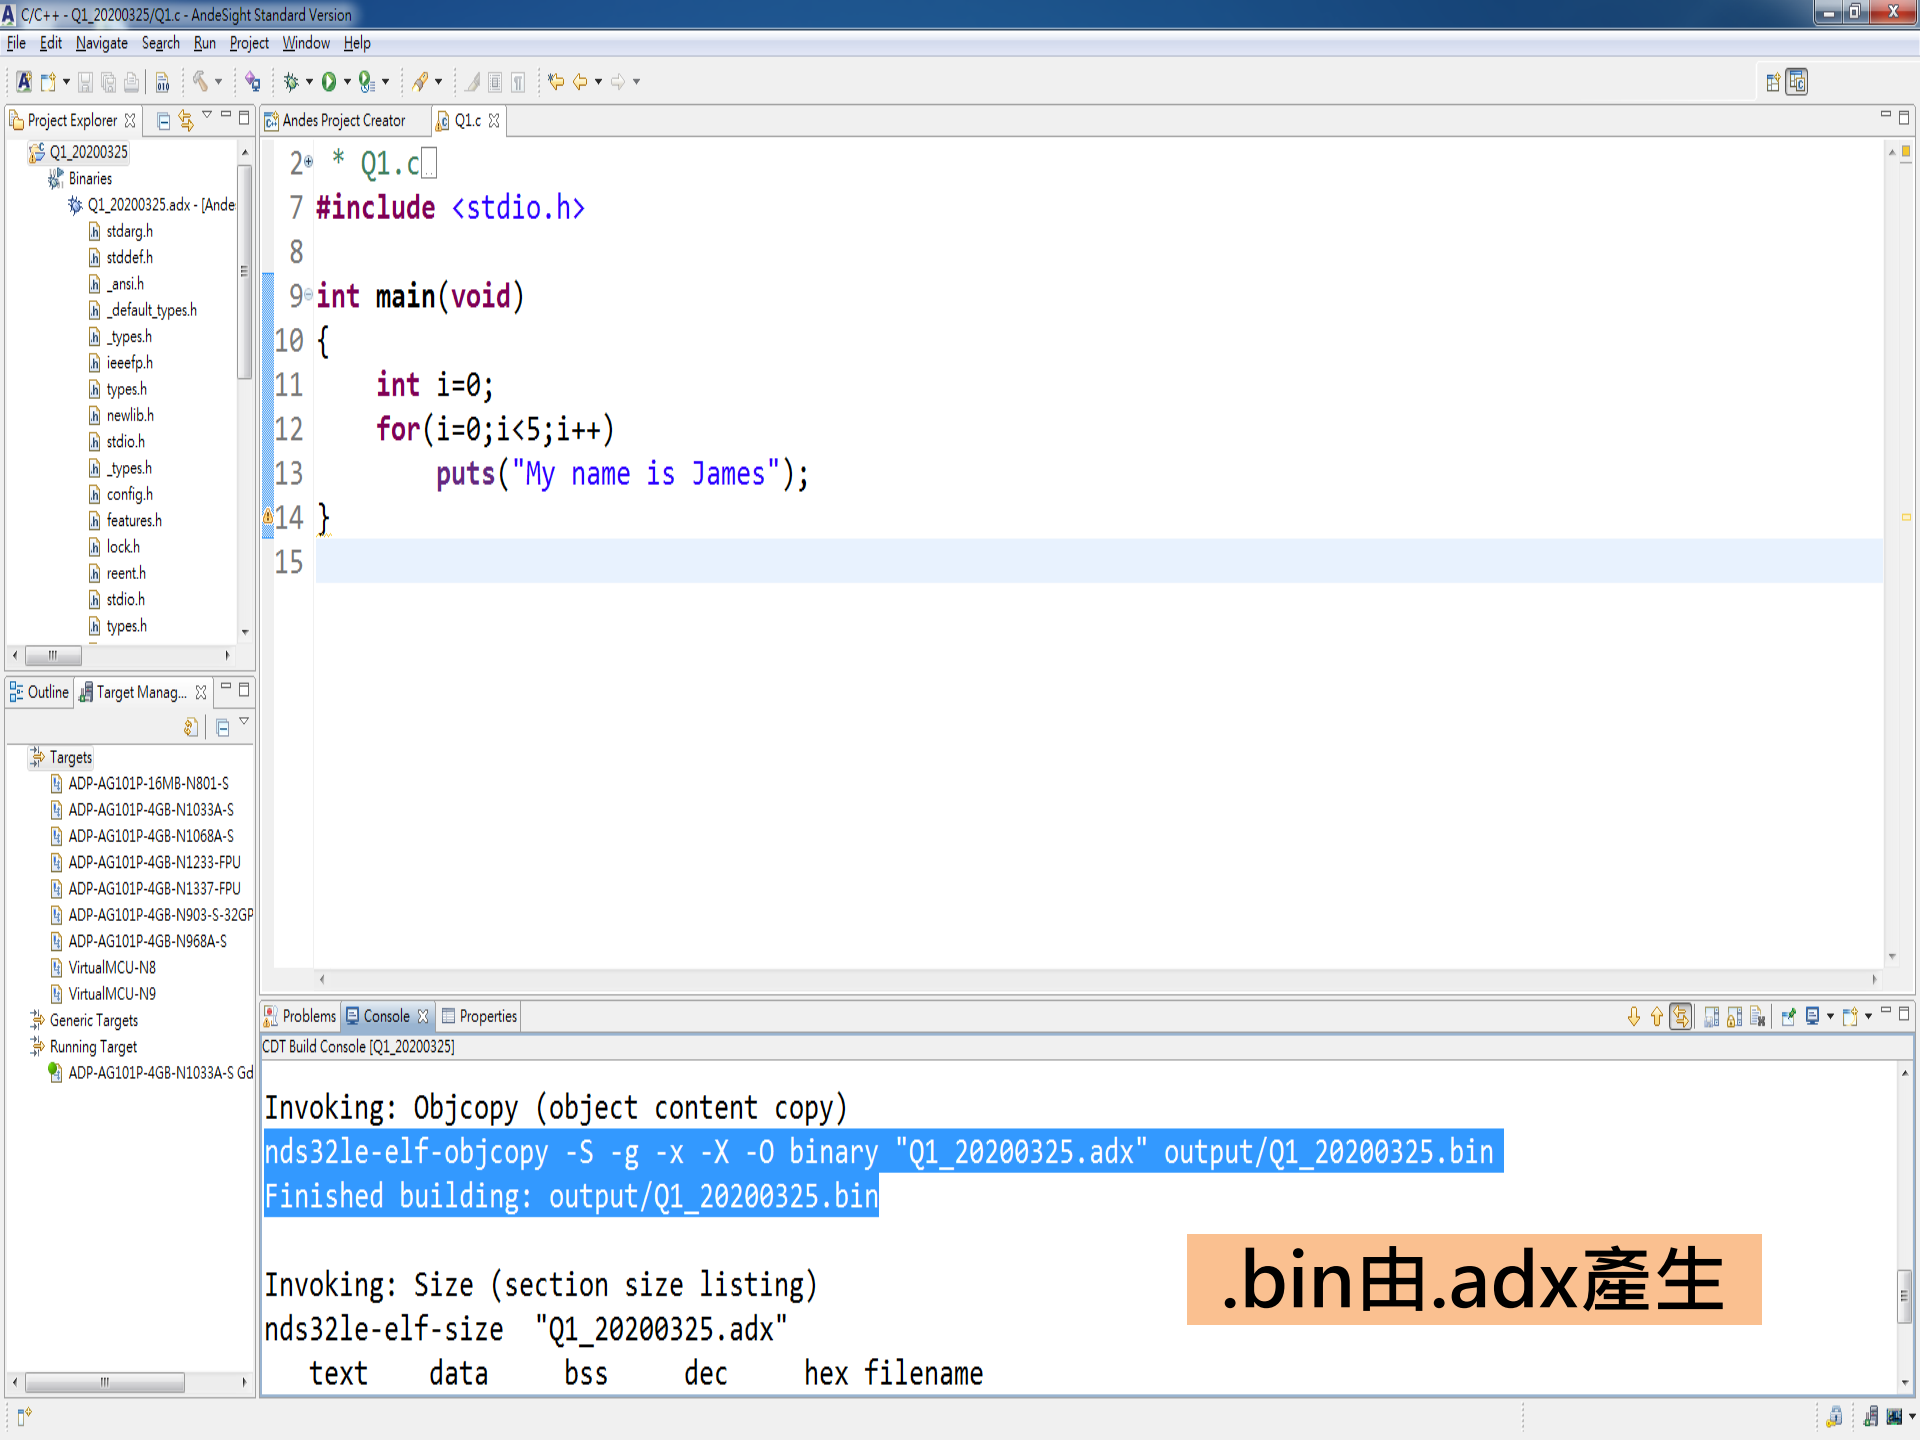 C/C++ - Q1_20200325/Q1.c - AndeSight Standard Version
File Edit Navigate Search Run Project Window Help
Project Explorer
Q1_20200325
Binaries
Q1_20200325.adx - [Ande
stdarg.h
stddef.h
_ansi.h
_default_types.h
_types.h
ieeefp.h
types.h
newlib.h
stdio.h
_types.h
config.h
features.h
lock.h
reent.h
stdio.h
types.h
Outline Target Manag...
Targets
ADP-AG101P-16MB-N801-S
ADP-AG101P-4GB-N1033A-S
ADP-AG101P-4GB-N1068A-S
ADP-AG101P-4GB-N1233-FPU
ADP-AG101P-4GB-N1337-FPU
ADP-AG101P-4GB-N903-S-32GP
ADP-AG101P-4GB-N968A-S
VirtualMCU-N8
VirtualMCU-N9
Generic Targets
Running Target
ADP-AG101P-4GB-N1033A-S Gd
Andes Project Creator Q1.c
2 * Q1.c
7 #include <stdio.h>
8
9 int main(void)
10 {
11 int i=0;
12 for(i=0;i<5;i++)
13 puts("My name is James");
14 }
15
Problems Console Properties
CDT Build Console [Q1_20200325]
Invoking: Objcopy (object content copy)
nds32le-elf-objcopy -S -g -x -X -O binary "Q1_20200325.adx" output/Q1_20200325.bin
Finished building: output/Q1_20200325.bin
.bin由.adx產生
Invoking: Size (section size listing)
nds32le-elf-size "Q1_20200325.adx"
text data bss dec hex filename